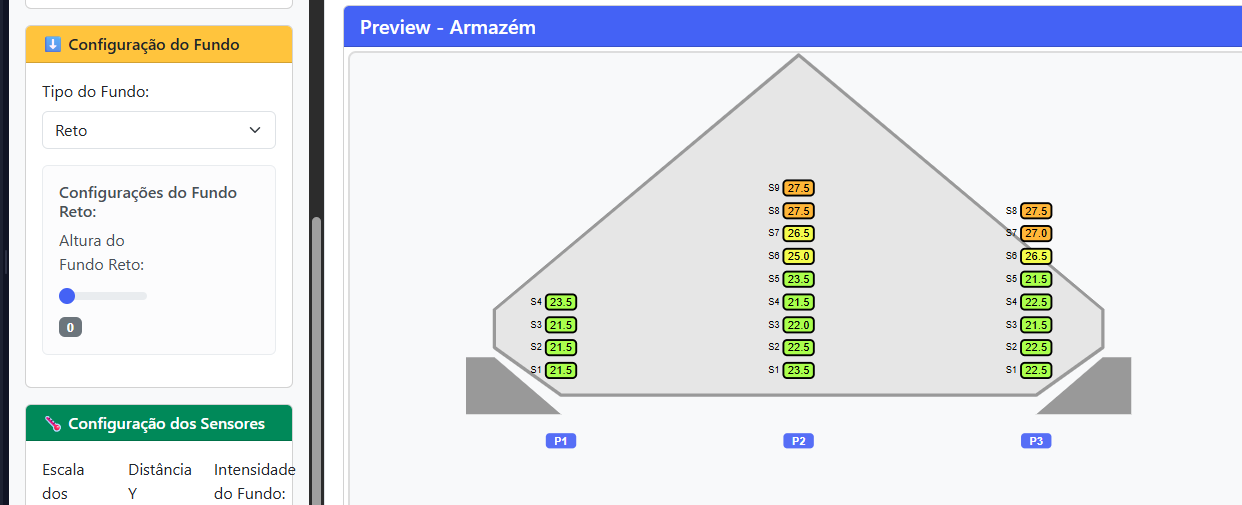 Configuração do Fundo
Tipo do Fundo:
Reto
Configurações do Fundo
Reto:
Altura do
Fundo Reto:
0
Configuração dos Sensores
Escala
dos
Distância
Y
Intensidade
do Fundo:
Preview - Armazém
S9 27.5
S8 27.5
S7 26.5
S6 25.0
S5 23.5
S4 21.5
S3 22.0
S2 22.5
S1 23.5
S4 23.5
S3 21.5
S2 21.5
S1 21.5
S8 27.5
S7 27.0
S6 26.5
S5 21.5
S4 22.5
S3 21.5
S2 22.5
S1 22.5
P1 P2 P3